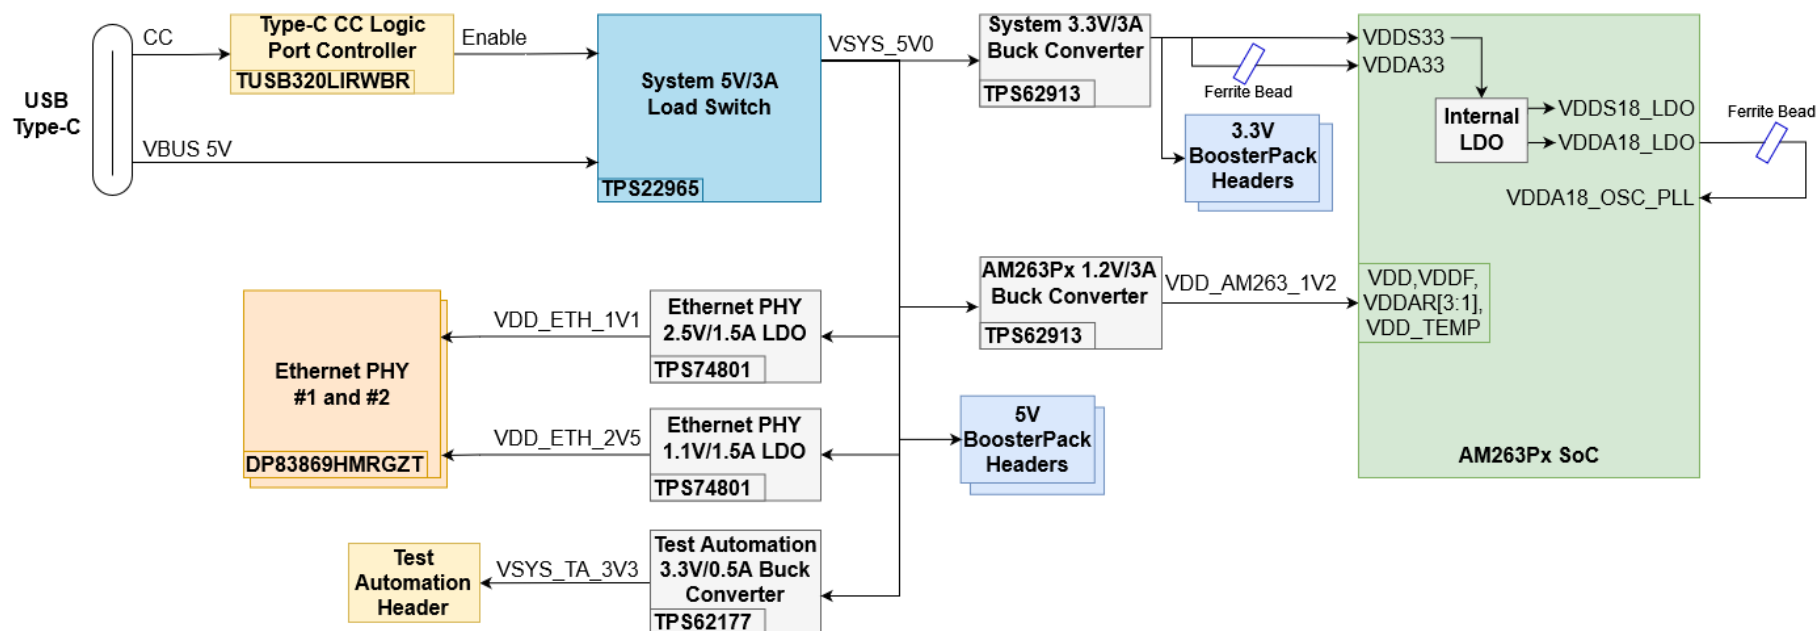 USB
Type-C
CC
VBUS 5V
Type-C CC Logic
Port Controller
TUSB320LIRWBR
Enable
System 5V/3A
Load Switch
TPS22965
VSYS_5V0
System 3.3V/3A
Buck Converter
TPS62913
Ferrite Bead
3.3V
BoosterPack
Headers
VDDS33
VDDA33
Internal
LDO
VDDS18_LDO
VDDA18_LDO
Ferrite Bead
VDDA18_OSC_PLL
AM263Px 1.2V/3A
Buck Converter
TPS62913
VDD_AM263_1V2
VDD,VDDF,
VDDAR[3:1],
VDD_TEMP
AM263Px SoC
Ethernet PHY
#1 and #2
DP83869HMRGZT
VDD_ETH_1V1
Ethernet PHY
2.5V/1.5A LDO
TPS74801
VDD_ETH_2V5
Ethernet PHY
1.1V/1.5A LDO
TPS74801
5V
BoosterPack
Headers
Test
Automation
Header
VSYS_TA_3V3
Test Automation
3.3V/0.5A Buck
Converter
TPS62177